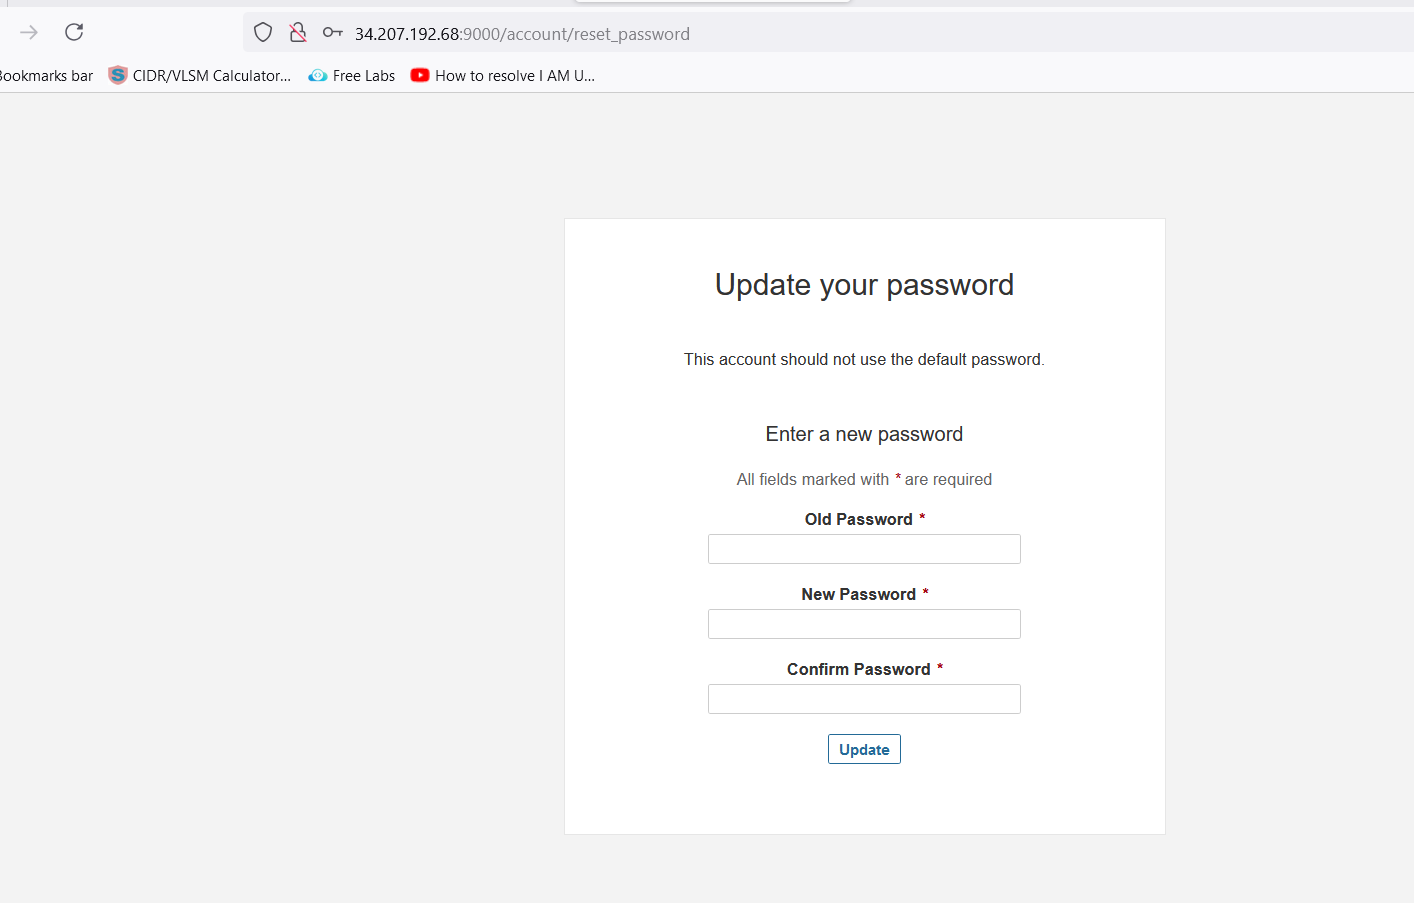 34.207.192.68:9000/account/reset_password
Bookmarks bar
CIDR/VLSM Calculator...
Free Labs
How to resolve I AM U...
Update your password
This account should not use the default password.
Enter a new password
All fields marked with * are required
Old Password *
New Password *
Confirm Password *
Update